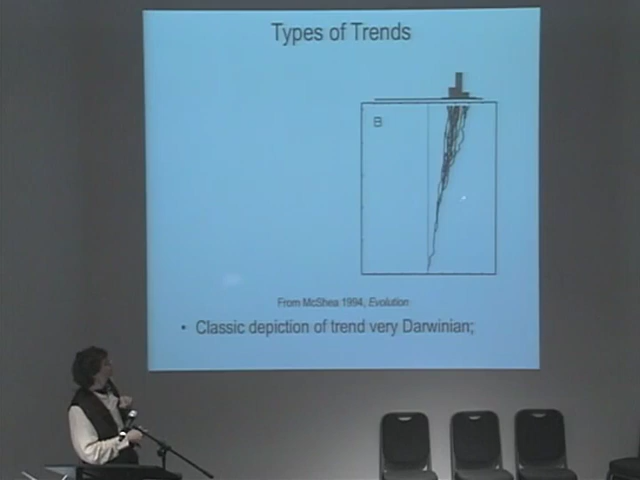 Types of Trends
B
From McShea 1994, Evolution
• Classic depiction of trend very Darwinian;